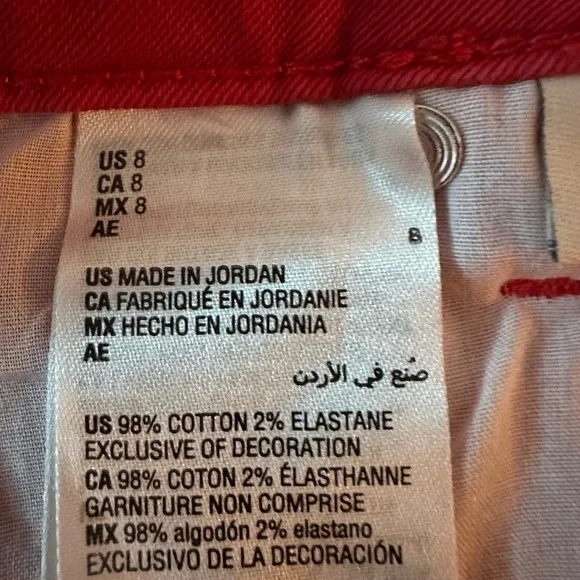 US 8
CA 8
MX 8
AE
8
US MADE IN JORDAN
CA FABRIQUÉ EN JORDANIE
MX HECHO EN JORDANIA
AE
صُنع في الأردن
US 98% COTTON 2% ELASTANE
EXCLUSIVE OF DECORATION
CA 98% COTON 2% ÉLASTHANNE
GARNITURE NON COMPRISE
MX 98% algodón 2% elastano
EXCLUSIVO DE LA DECORACIÓN